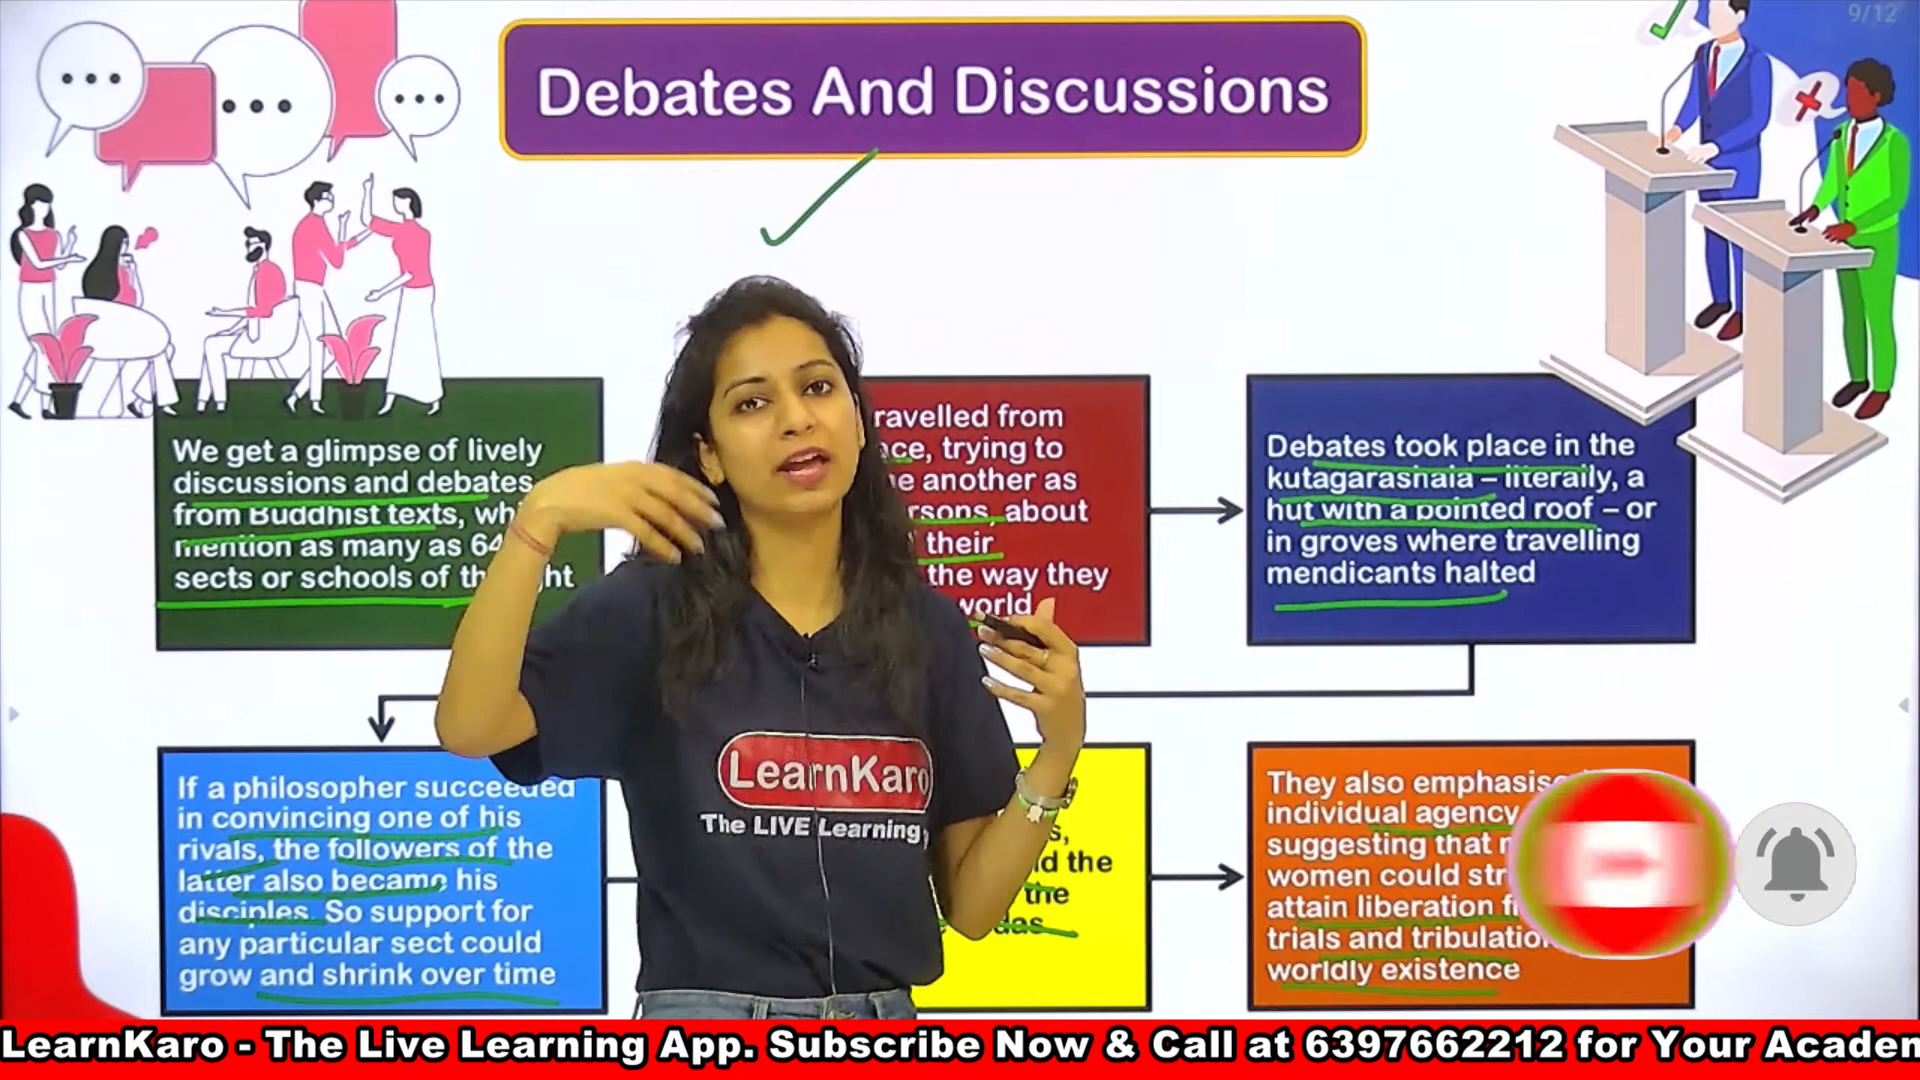 9/12
Debates And Discussions
We get a glimpse of lively
discussions and debates
from Buddhist texts,
mention as many as 64
sects or schools of
ravelled from
trying to
another as
about
their
the way they
world
Debates took place in the
kutagarashala – literally, a
hut with a pointed roof – or
in groves where travelling
mendicants halted
If a philosopher succeeded
in convincing one of his
rivals, the followers of the
latter also became his
disciples. So support for
any particular sect could
grow and shrink over time
the
the
They also
individual agency
suggesting that
women could
attain liberation
trials and
worldly existence
LearnKaro
The LIVE Learning
LearnKaro - The Live Learning App. Subscribe Now & Call at 6397662212 for Your Academ